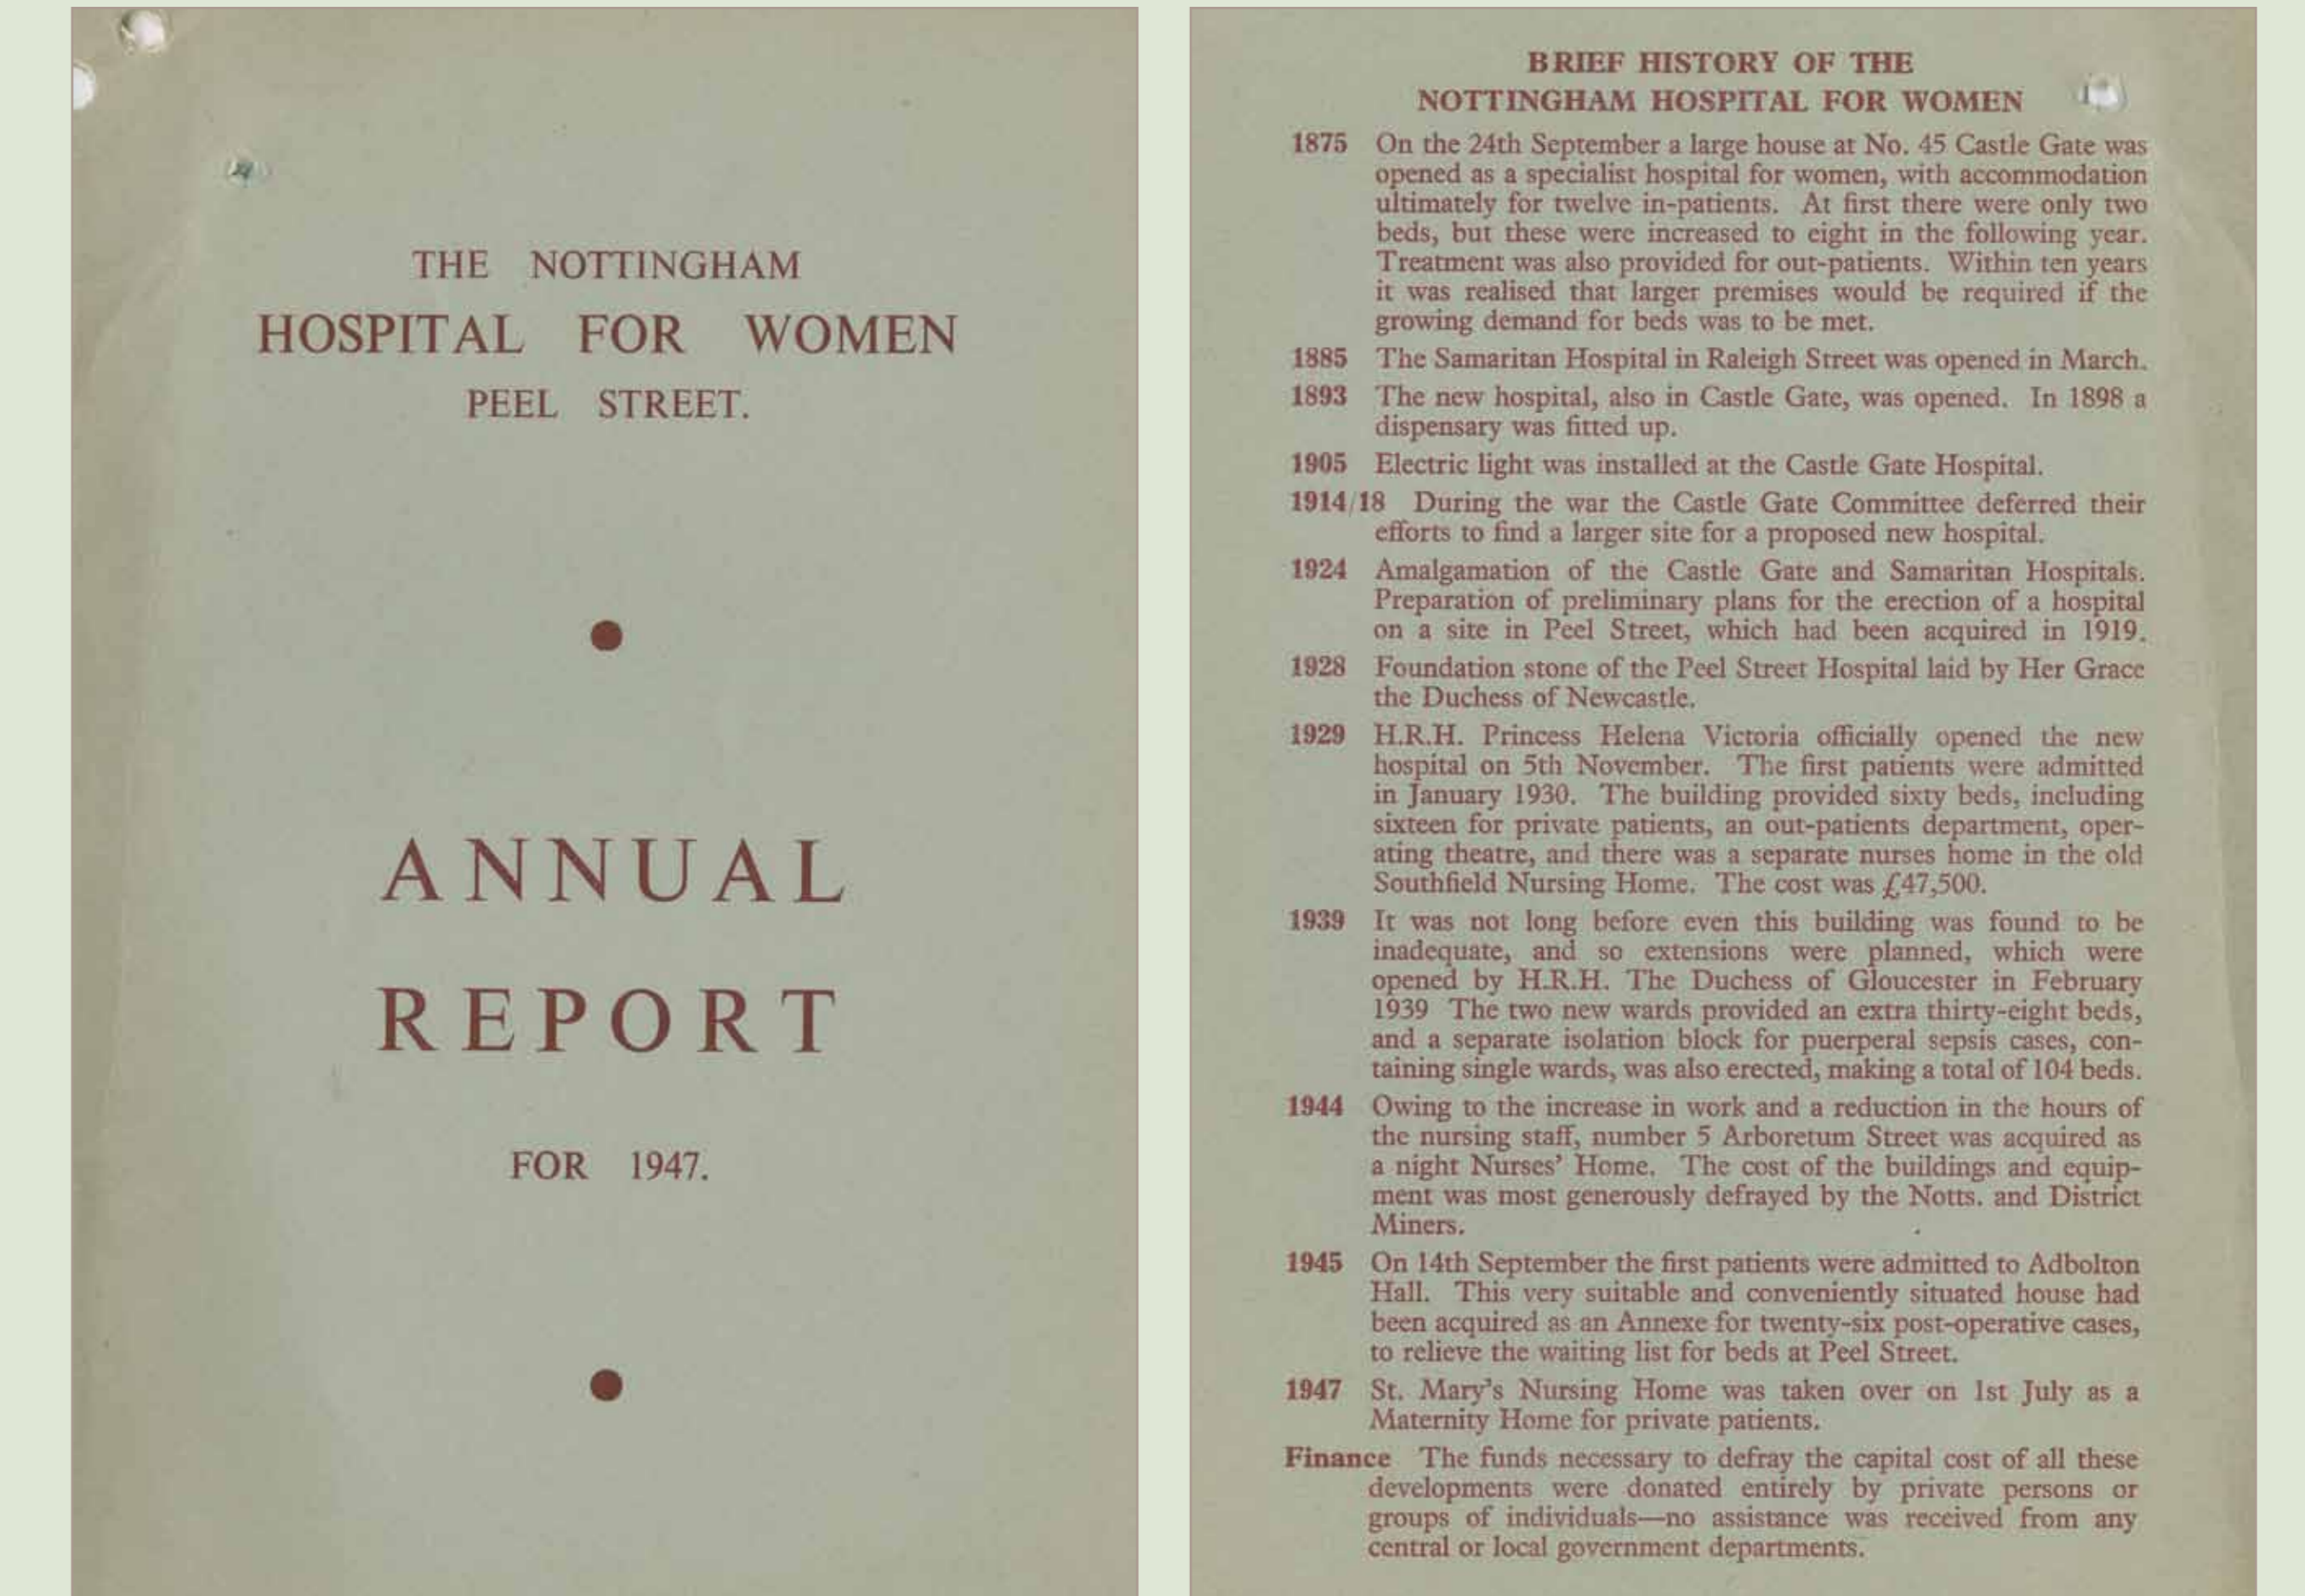 THE NOTTINGHAM
HOSPITAL FOR WOMEN
PEEL STREET.
ANNUAL
REPORT
FOR 1947.
BRIEF HISTORY OF THE
NOTTINGHAM HOSPITAL FOR WOMEN
1875 On the 24th September a large house at No. 45 Castle Gate was
opened as a specialist hospital for women, with accommodation
ultimately for twelve in-patients. At first there were only two
beds, but these were increased to eight in the following year.
Treatment was also provided for out-patients. Within ten years
it was realised that larger premises would be required if the
growing demand for beds was to be met.
1885 The Samaritan Hospital in Raleigh Street was opened in March.
1893 The new hospital, also in Castle Gate, was opened. In 1898 a
dispensary was fitted up.
1905 Electric light was installed at the Castle Gate Hospital.
1914/18 During the war the Castle Gate Committee deferred their
efforts to find a larger site for a proposed new hospital.
1924 Amalgamation of the Castle Gate and Samaritan Hospitals.
Preparation of preliminary plans for the erection of a hospital
on a site in Peel Street, which had been acquired in 1919.
1928 Foundation stone of the Peel Street Hospital laid by Her Grace
the Duchess of Newcastle.
1929 H.R.H. Princess Helena Victoria officially opened the new
hospital on 5th November. The first patients were admitted
in January 1930. The building provided sixty beds, including
sixteen for private patients, an out-patients department, oper-
ating theatre, and there was a separate nurses home in the old
Southfield Nursing Home. The cost was £47,500.
1939 It was not long before even this building was found to be
inadequate, and so extensions were planned, which were
opened by H.R.H. The Duchess of Gloucester in February
1939 The two new wards provided an extra thirty-eight beds,
and a separate isolation block for puerperal sepsis cases, con-
taining single wards, was also erected, making a total of 104 beds.
1944 Owing to the increase in work and a reduction in the hours of
the nursing staff, number 5 Arboretum Street was acquired as
a night Nurses' Home. The cost of the buildings and equip-
ment was most generously defrayed by the Notts. and District
Miners.
1945 On 14th September the first patients were admitted to Adbolton
Hall. This very suitable and conveniently situated house had
been acquired as an Annexe for twenty-six post-operative cases,
to relieve the waiting list for beds at Peel Street.
1947 St. Mary's Nursing Home was taken over on 1st July as a
Maternity Home for private patients.
Finance The funds necessary to defray the capital cost of all these
developments were donated entirely by private persons or
groups of individuals—no assistance was received from any
central or local government departments.